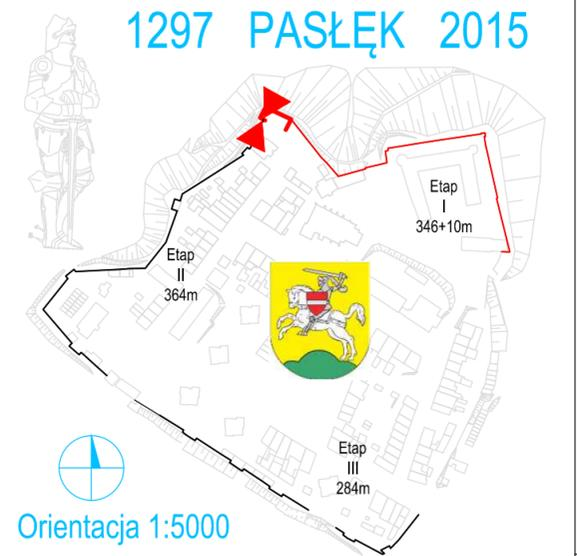 1297 PASŁĘK 2015
Etap
I
346+10m
Etap
II
364m
Etap
III
284m
Orientacja 1:5000